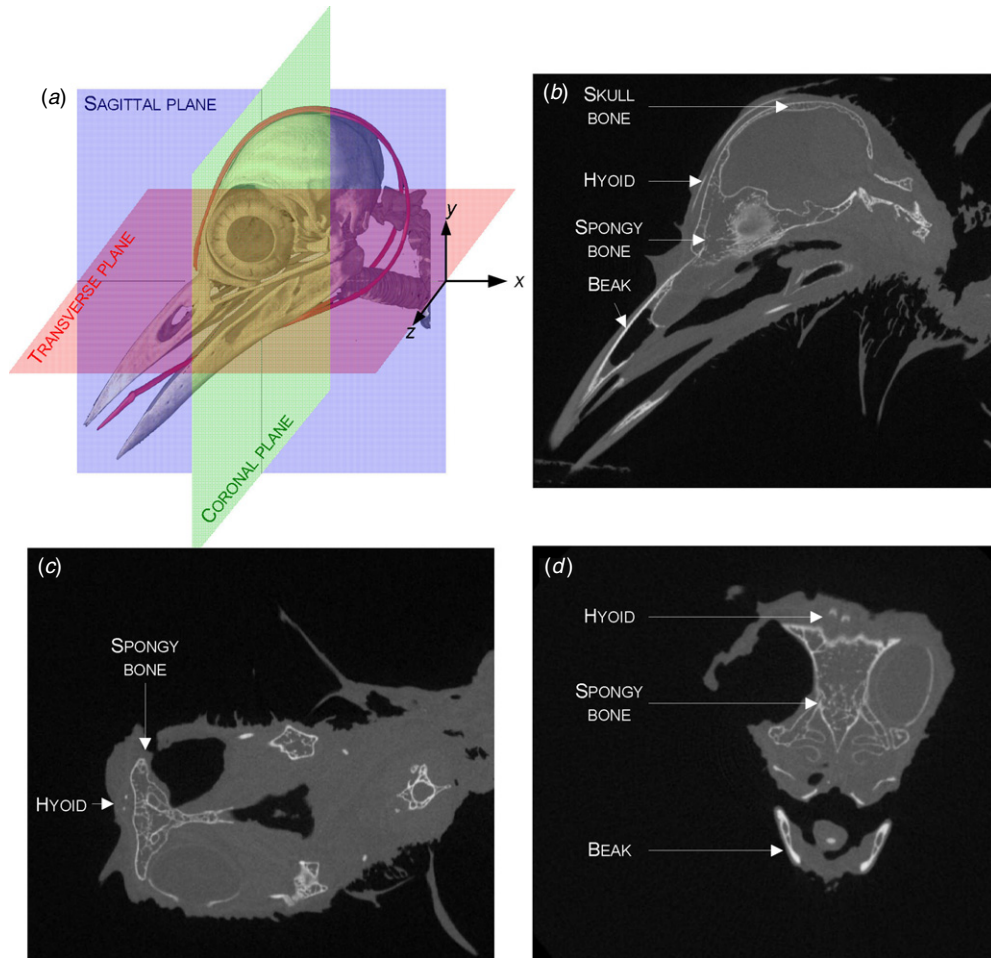 (a)
SAGITTAL PLANE
TRANSVERSE PLANE
CORONAL PLANE
y
x
z
(b)
SKULL
BONE
HYOID
SPONGY
BONE
BEAK
(c)
SPONGY
BONE
HYOID
(d)
HYOID
SPONGY
BONE
BEAK